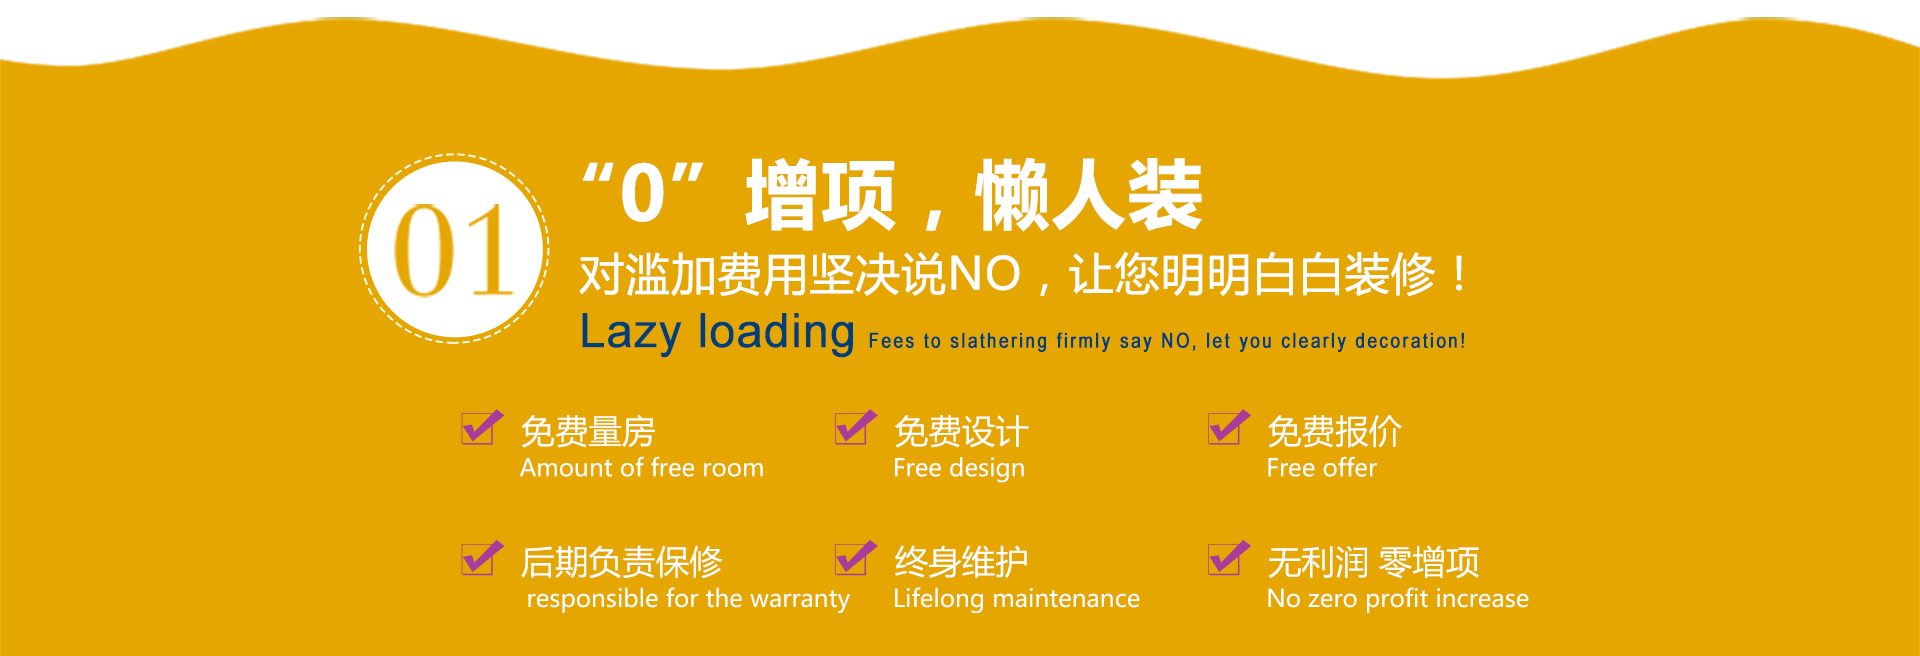 01
“0”增项，懒人装
对滥加费用坚决说NO，让您明明白白装修！
Lazy loading Fees to slathering firmly say NO, let you clearly decoration!
免费量房
Amount of free room
免费设计
Free design
免费报价
Free offer
后期负责保修
responsible for the warranty
终身维护
Lifelong maintenance
无利润 零增项
No zero profit increase